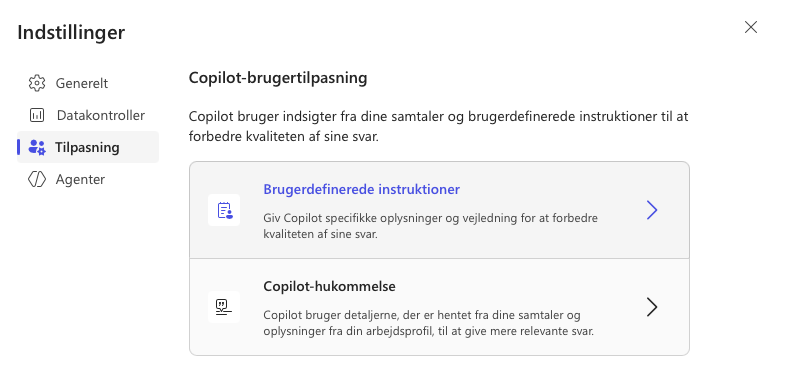 Indstillinger
Generelt
Datakontroller
Tilpasning
Agenter
Copilot-brugertilpasning
Copilot bruger indsigter fra dine samtaler og brugerdefinerede instruktioner til at
forbedre kvaliteten af sine svar.
Brugerdefinerede instruktioner
Giv Copilot specifikke oplysninger og vejledning for at forbedre
kvaliteten af sine svar.
Copilot-hukommelse
Copilot bruger detaljerne, der er hentet fra dine samtaler og
oplysninger fra din arbejdsprofil, til at give mere relevante svar.